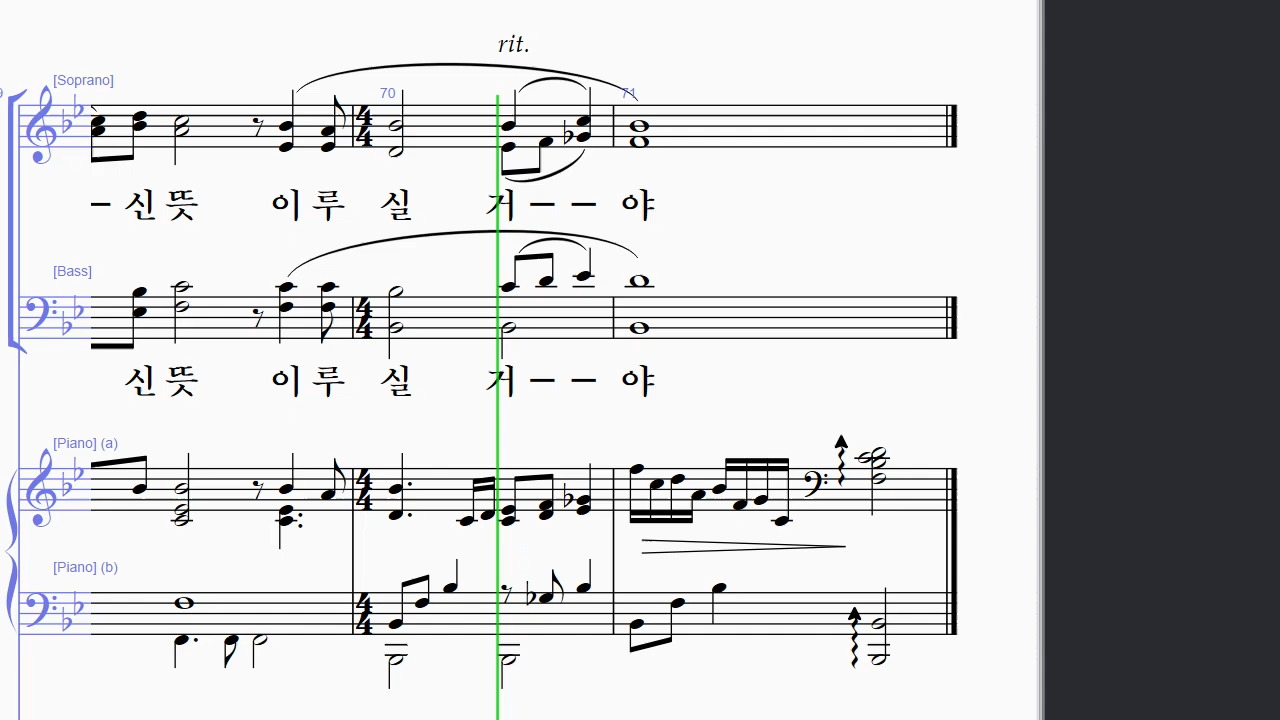 rit.
[Soprano]
70
71
신 뜻 이 루 실 거 야
[Bass]
신 뜻 이 루 실 거 야
[Piano] (a)
[Piano] (b)